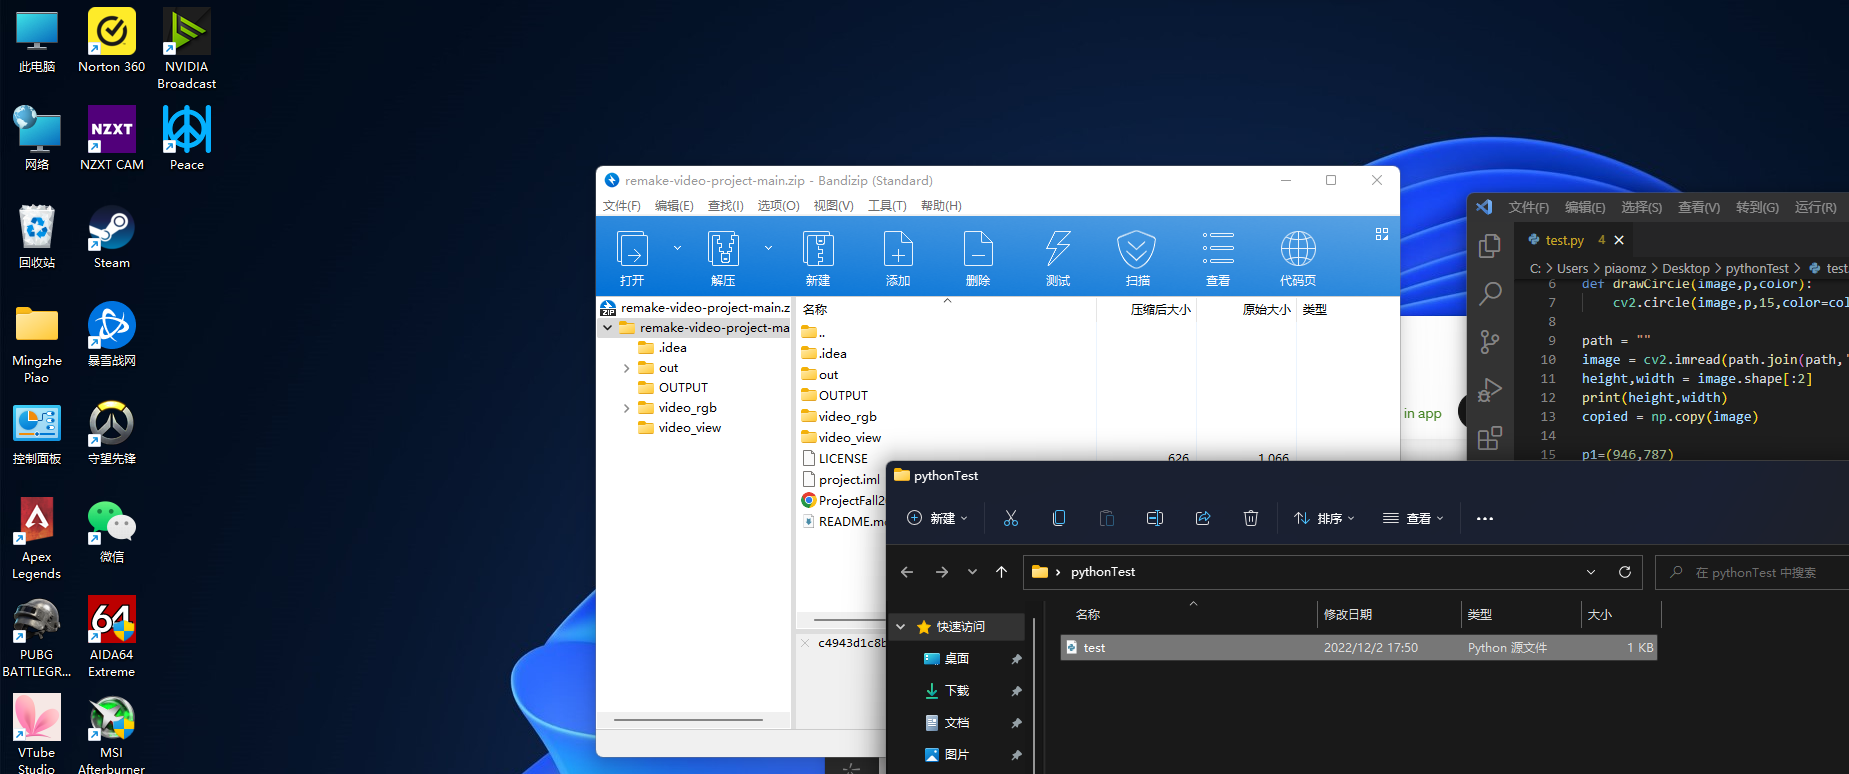 此电脑
Norton 360
NVIDIA
Broadcast
网络
NZXT
NZXT CAM
Peace
回收站
Steam
Mingzhe
Piao
暴雪战网
控制面板
守望先锋
Apex
Legends
微信
PUBG
BATTLEGR...
64
AIDA64
Extreme
VTube
Studio
MSI
Afterburner
remake-video-project-main.zip - Bandizip (Standard)
文件(F) 编辑(E) 查找(I) 选项(O) 视图(V) 工具(T) 帮助(H)
打开 解压 新建 添加 删除 测试 扫描 查看 代码页
ZIP
remake-video-project-main.z
remake-video-project-ma
.idea
out
OUTPUT
video_rgb
video_view
名称 压缩后大小 原始大小 类型
..
.idea
out
OUTPUT
video_rgb
video_view
LICENSE 626 1,066
project.iml
ProjectFall2
README.m
c4943d1c8b
in app
文件(F) 编辑(E) 选择(S) 查看(V) 转到(G) 运行(R)
test.py 4
C: > Users > piaomz > Desktop > pythonTest > test
6 def drawCircle(image,p,color):
7 cv2.circle(image,p,15,color=col
8
9 path = ""
10 image = cv2.imread(path.join(path,'
11 height,width = image.shape[:2]
12 print(height,width)
13 copied = np.copy(image)
14
15 p1=(946,787)
pythonTest
新建 排序 查看 ...
pythonTest
在 pythonTest 中搜索
快速访问
桌面
下载
文档
图片
名称 修改日期 类型 大小
test 2022/12/2 17:50 Python 源文件 1 KB